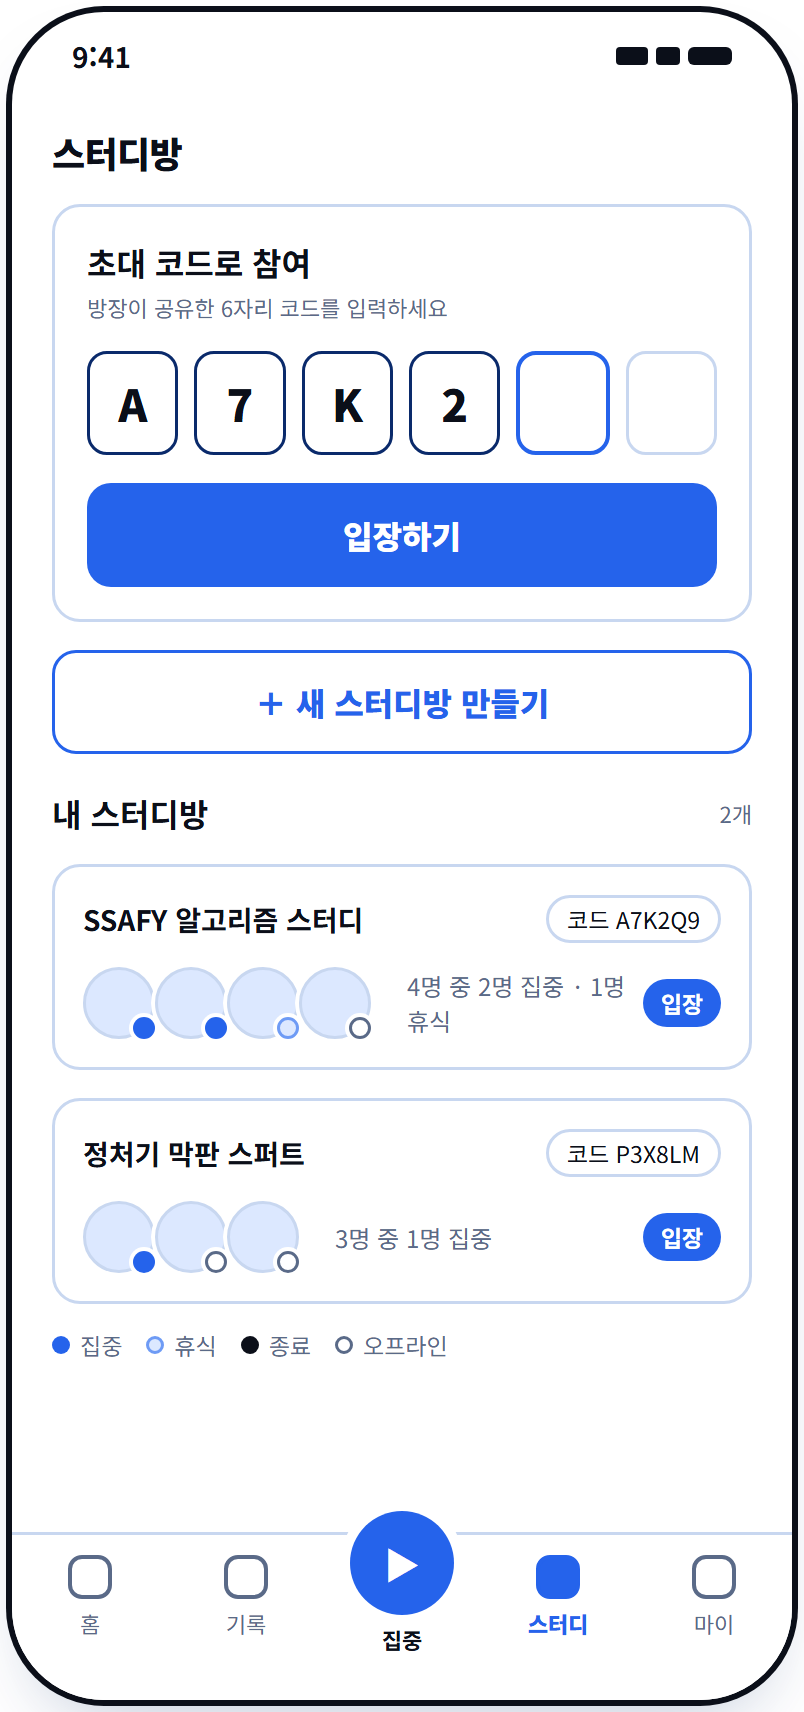 9:41
스터디방
초대 코드로 참여
방장이 공유한 6자리 코드를 입력하세요
A 7 K 2
입장하기
+ 새 스터디방 만들기
내 스터디방 2개
SSAFY 알고리즘 스터디 코드 A7K2Q9
4명 중 2명 집중 · 1명
휴식
입장
정처기 막판 스퍼트 코드 P3X8LM
3명 중 1명 집중 입장
집중 휴식 종료 오프라인
홈 기록 집중 스터디 마이